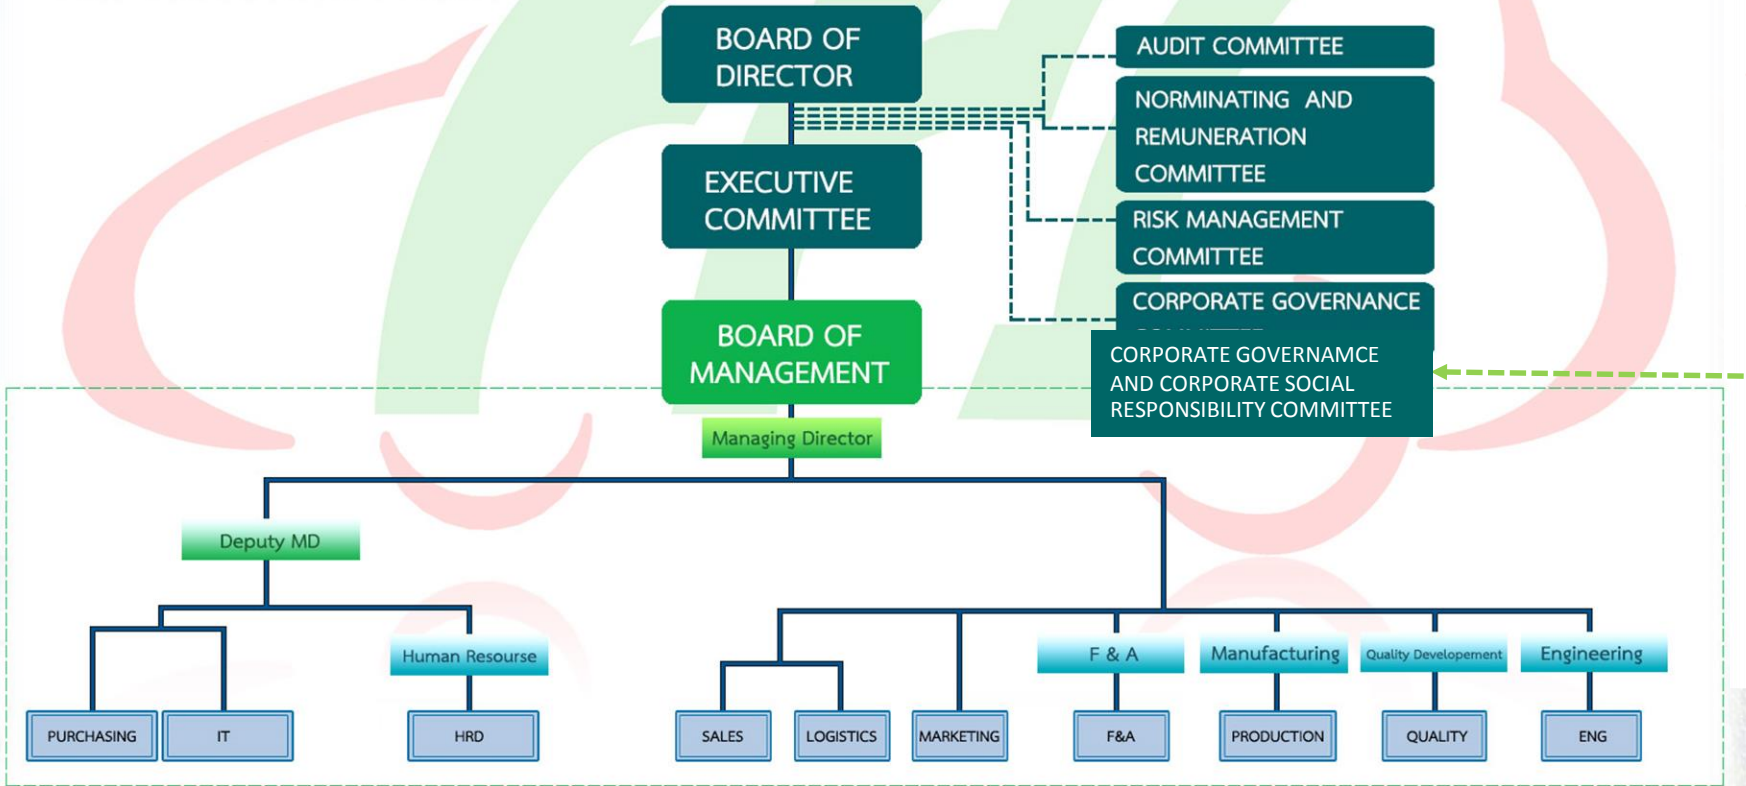 BOARD OF
DIRECTOR
AUDIT COMMITTEE
NORMINATING AND
REMUNERATION
COMMITTEE
EXECUTIVE
COMMITTEE
RISK MANAGEMENT
COMMITTEE
CORPORATE GOVERNANCE
BOARD OF
MANAGEMENT
CORPORATE GOVERNAMCE
AND CORPORATE SOCIAL
RESPONSIBILITY COMMITTEE
Managing Director
Deputy MD
Human Resourse
F & A
Manufacturing
Quality Developement
Engineering
PURCHASING
IT
HRD
SALES
LOGISTICS
MARKETING
F&A
PRODUCTION
QUALITY
ENG